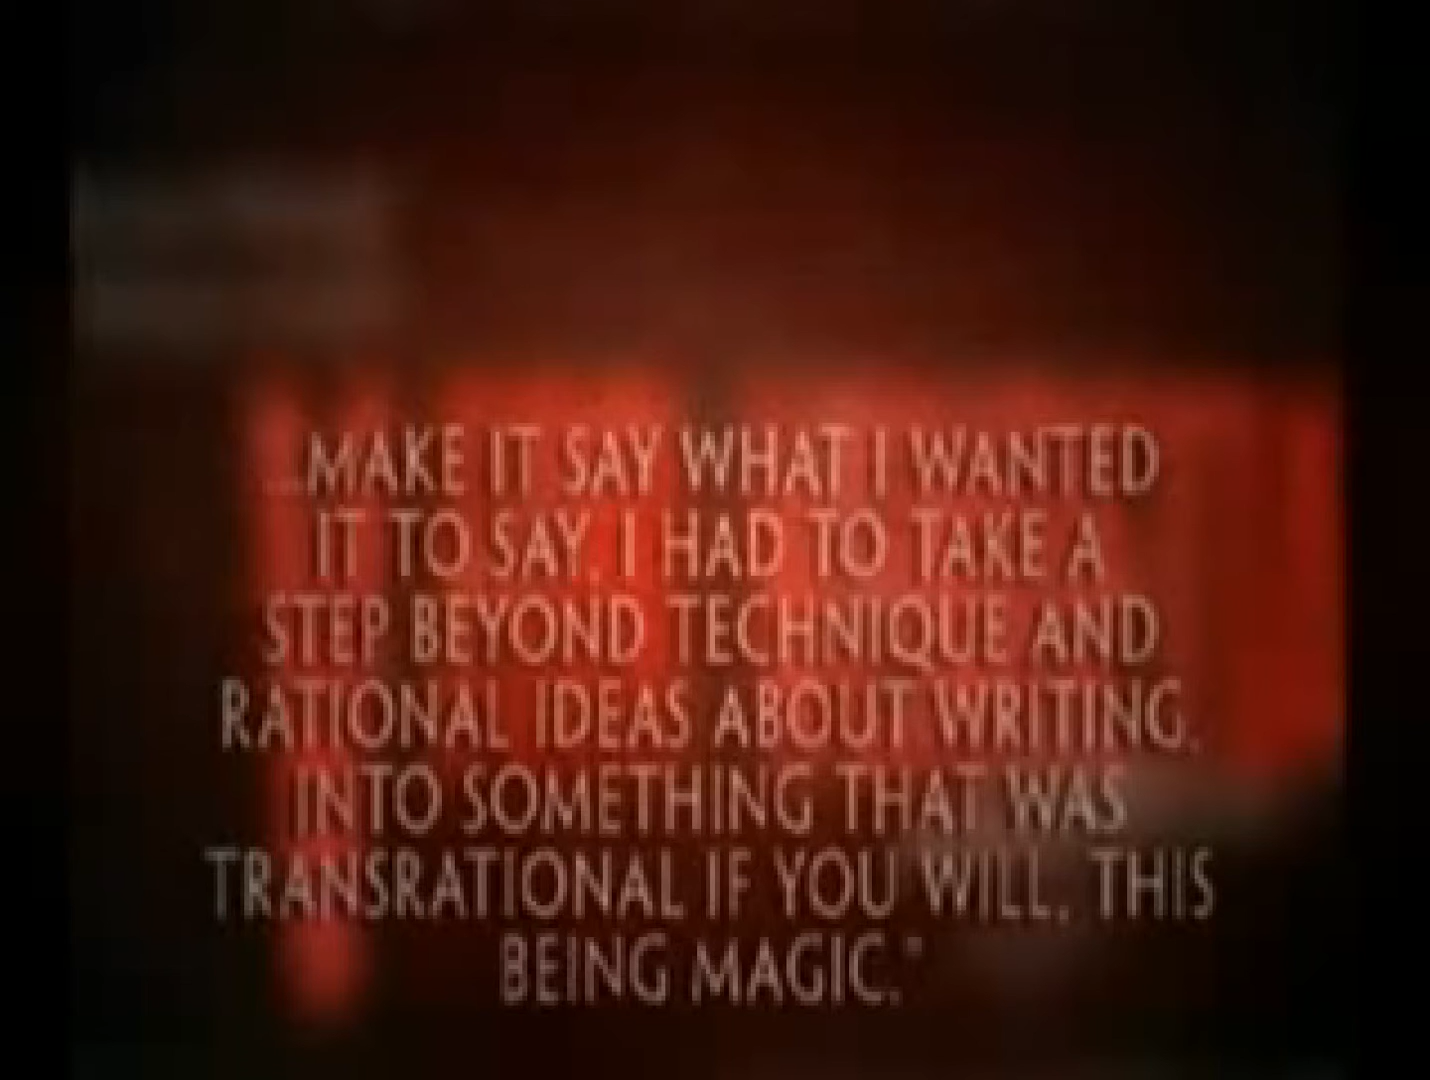 ...MAKE IT SAY WHAT I WANTED
IT TO SAY. I HAD TO TAKE A
STEP BEYOND TECHNIQUE AND
RATIONAL IDEAS ABOUT WRITING,
INTO SOMETHING THAT WAS
TRANSRATIONAL IF YOU WILL, THIS
BEING MAGIC."